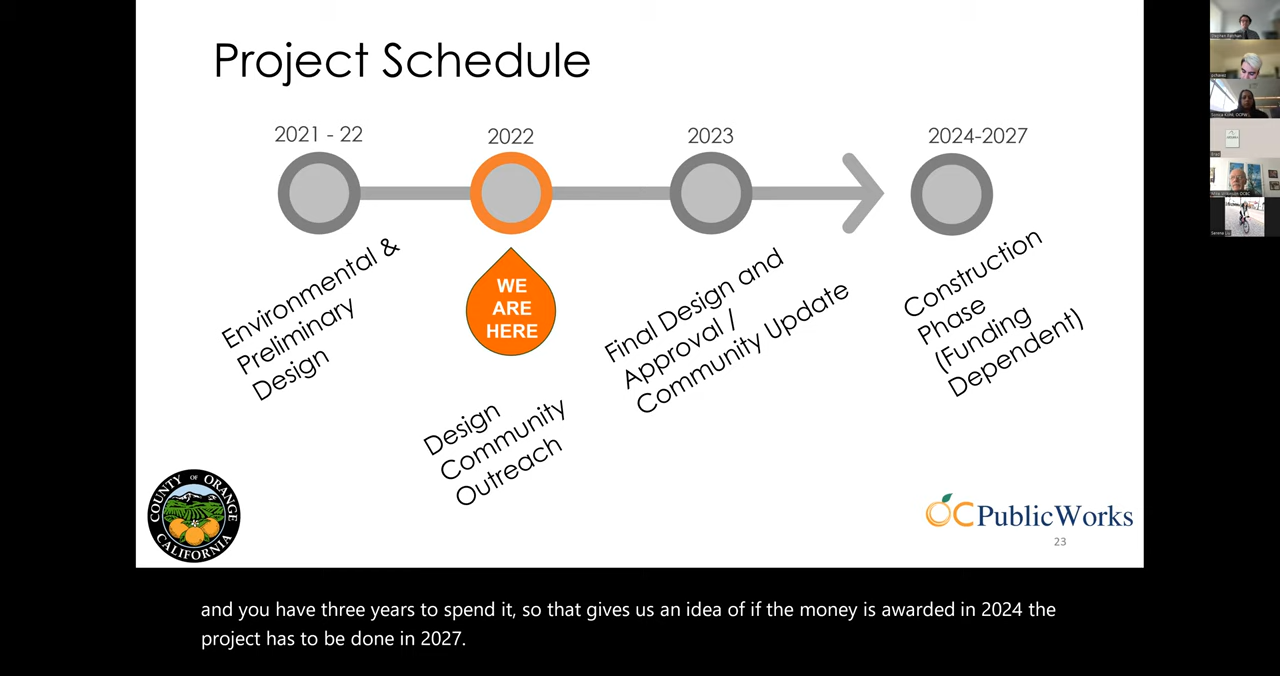 Project Schedule
2021 - 22
2022
2023
2024-2027
Environmental &
Preliminary
Design
WE
ARE
HERE
Design
Community
Outreach
Final Design and
Approval /
Community Update
Construction
Phase
(Funding
Dependent)
COUNTY OF ORANGE
CALIFORNIA
OC Public Works
23
and you have three years to spend it, so that gives us an idea of if the money is awarded in 2024 the
project has to be done in 2027.